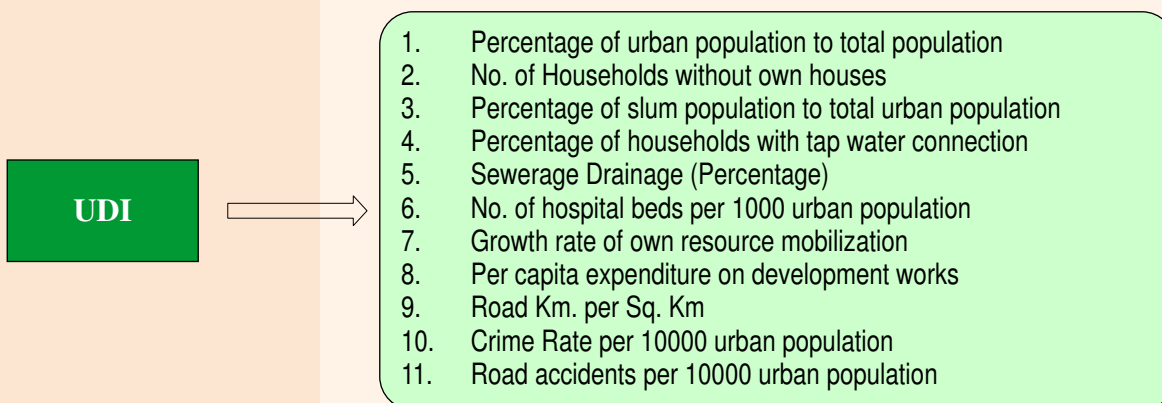 UDI
1. Percentage of urban population to total population
2. No. of Households without own houses
3. Percentage of slum population to total urban population
4. Percentage of households with tap water connection
5. Sewerage Drainage (Percentage)
6. No. of hospital beds per 1000 urban population
7. Growth rate of own resource mobilization
8. Per capita expenditure on development works
9. Road Km. per Sq. Km
10. Crime Rate per 10000 urban population
11. Road accidents per 10000 urban population